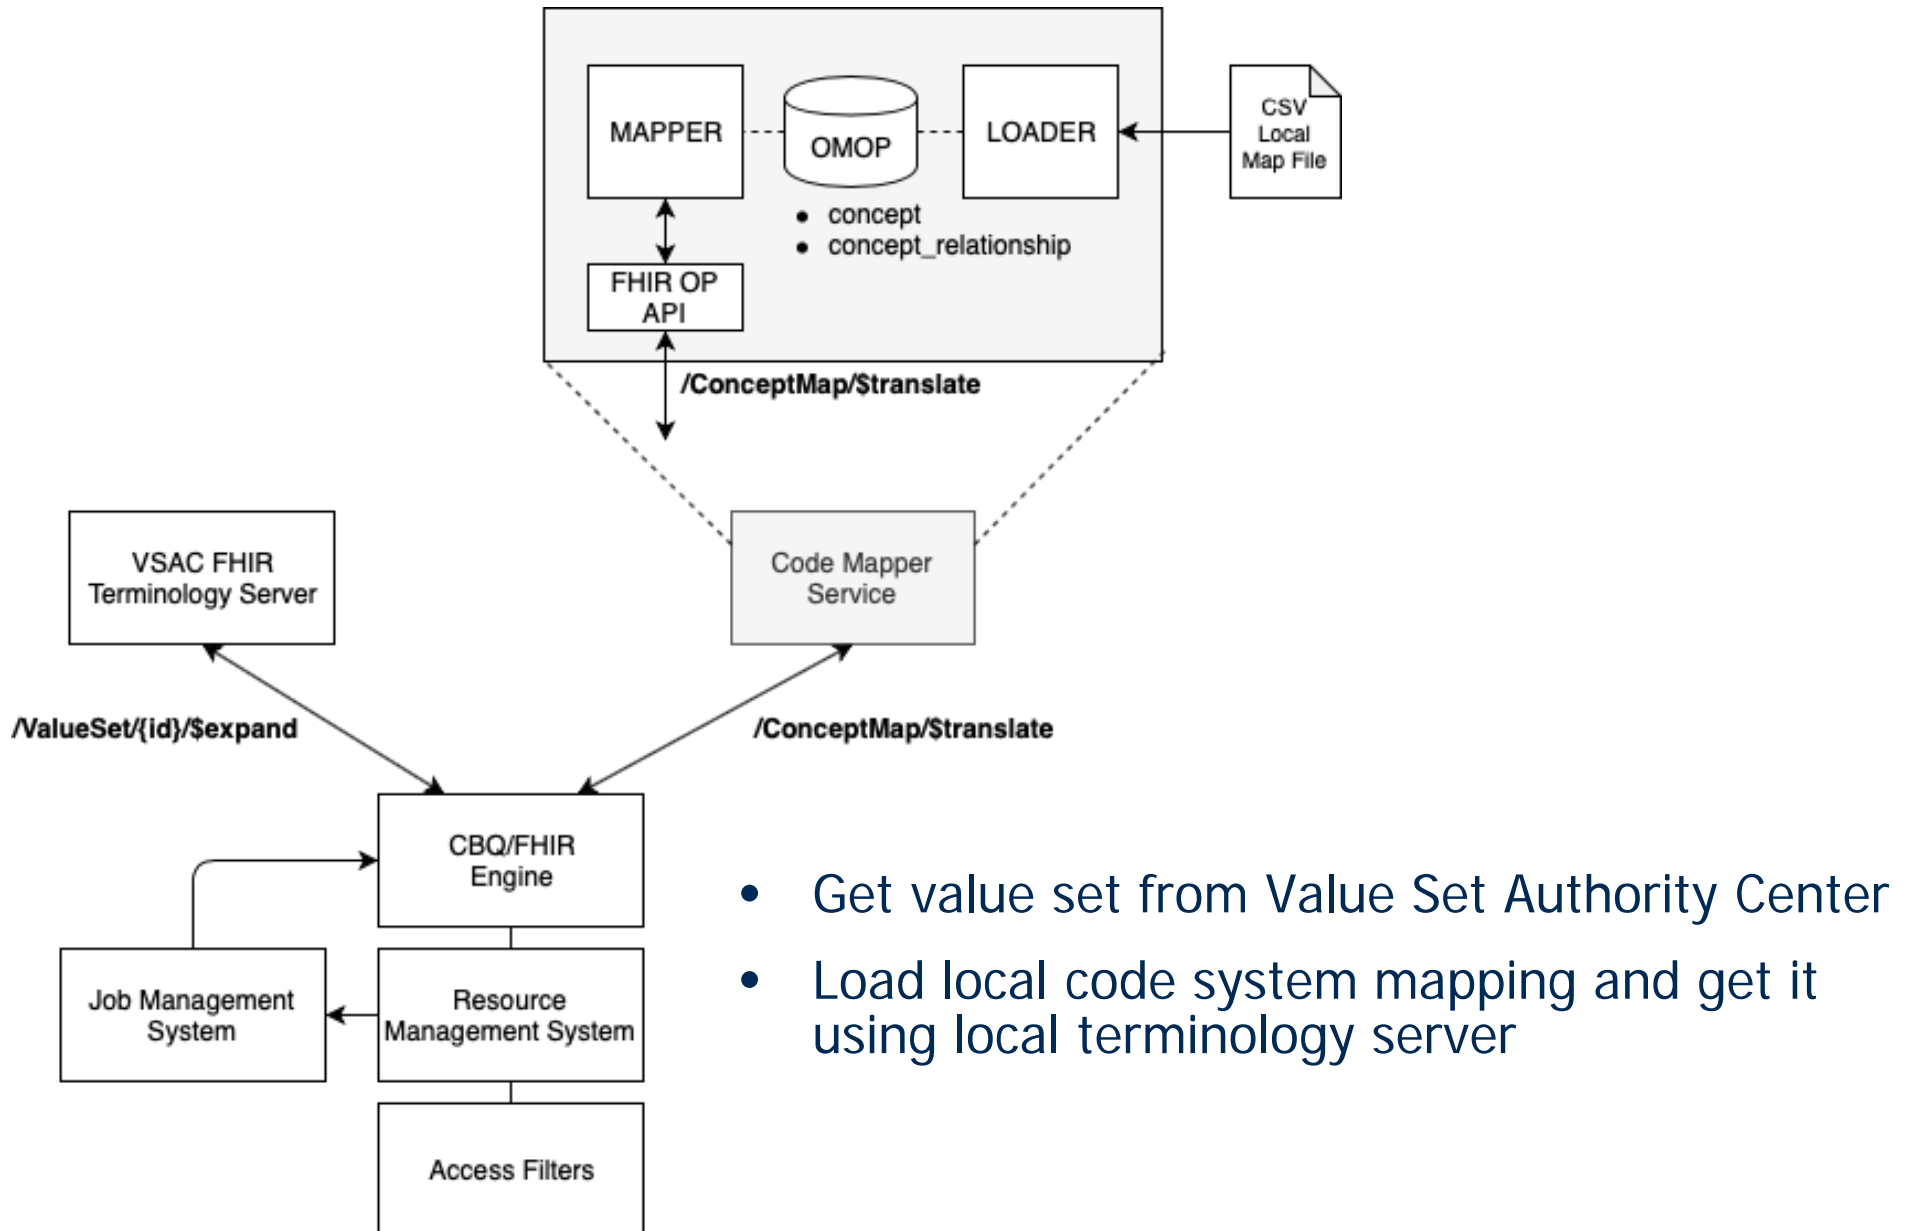 MAPPER
OMOP
LOADER
CSV
Local
Map File
• concept
• concept_relationship
FHIR OP
API
/ConceptMap/$translate
VSAC FHIR
Terminology Server
Code Mapper
Service
/ValueSet/{id}/$expand
/ConceptMap/$translate
CBQ/FHIR
Engine
Job Management
System
Resource
Management System
Access Filters
• Get value set from Value Set Authority Center
• Load local code system mapping and get it
using local terminology server